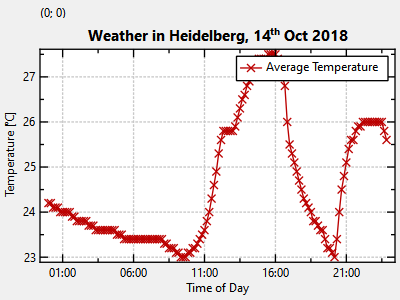 (0; 0)
Weather in Heidelberg, 14th Oct 2018
Average Temperature
Temperature [°C]
27
26
25
24
23
01:00 06:00 11:00 16:00 21:00
Time of Day